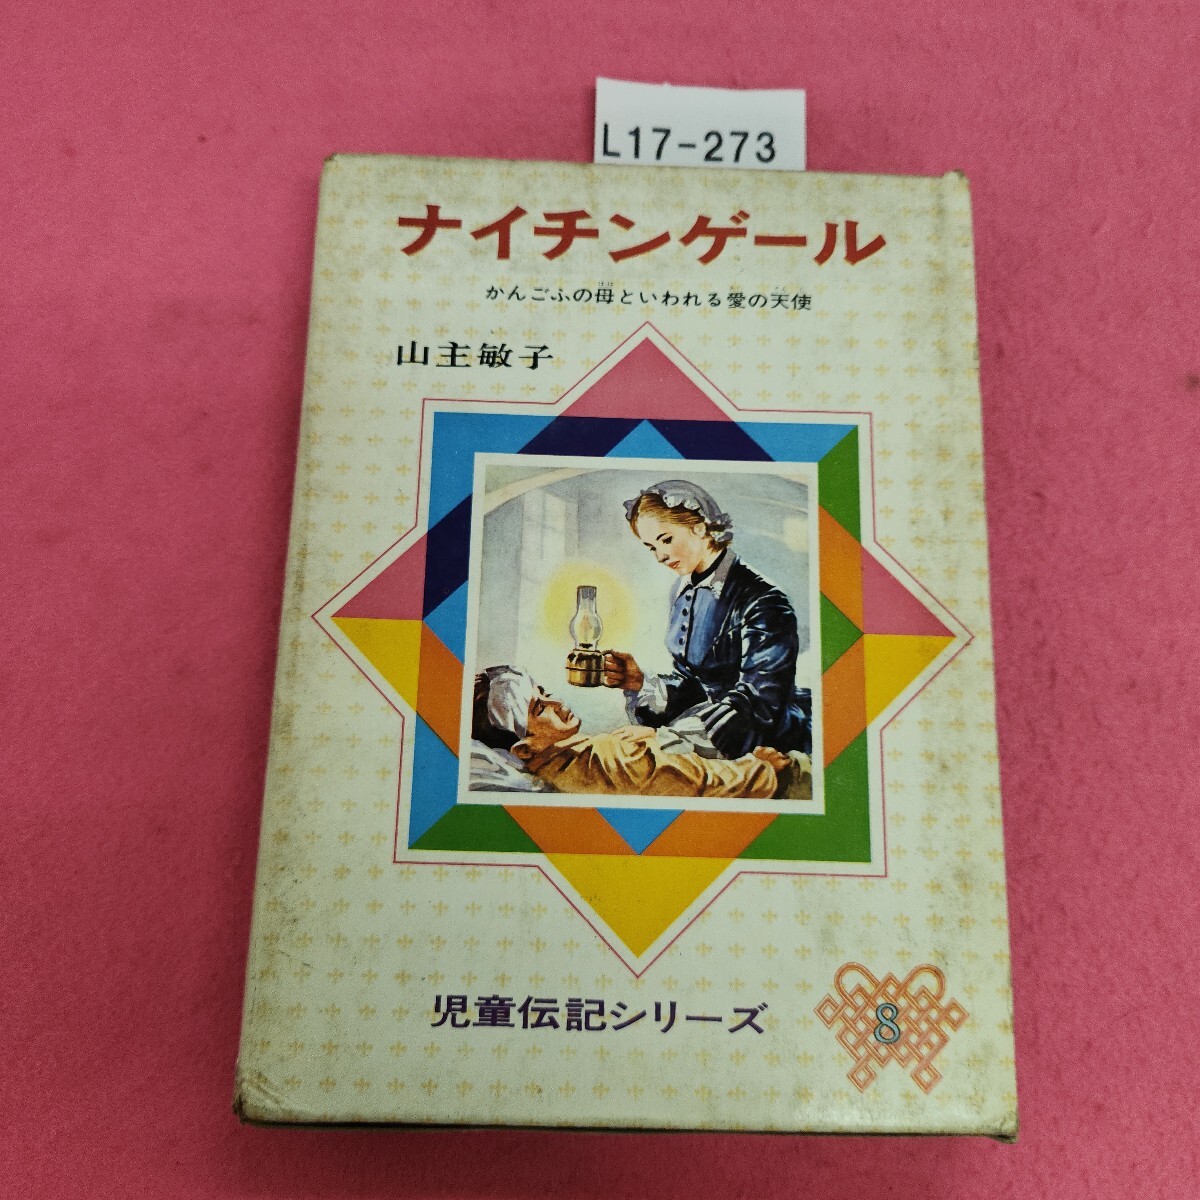 L17-273
ナイチンゲール
かんごふの母といわれる愛の天使
山主敏子
児童伝記シリーズ
8